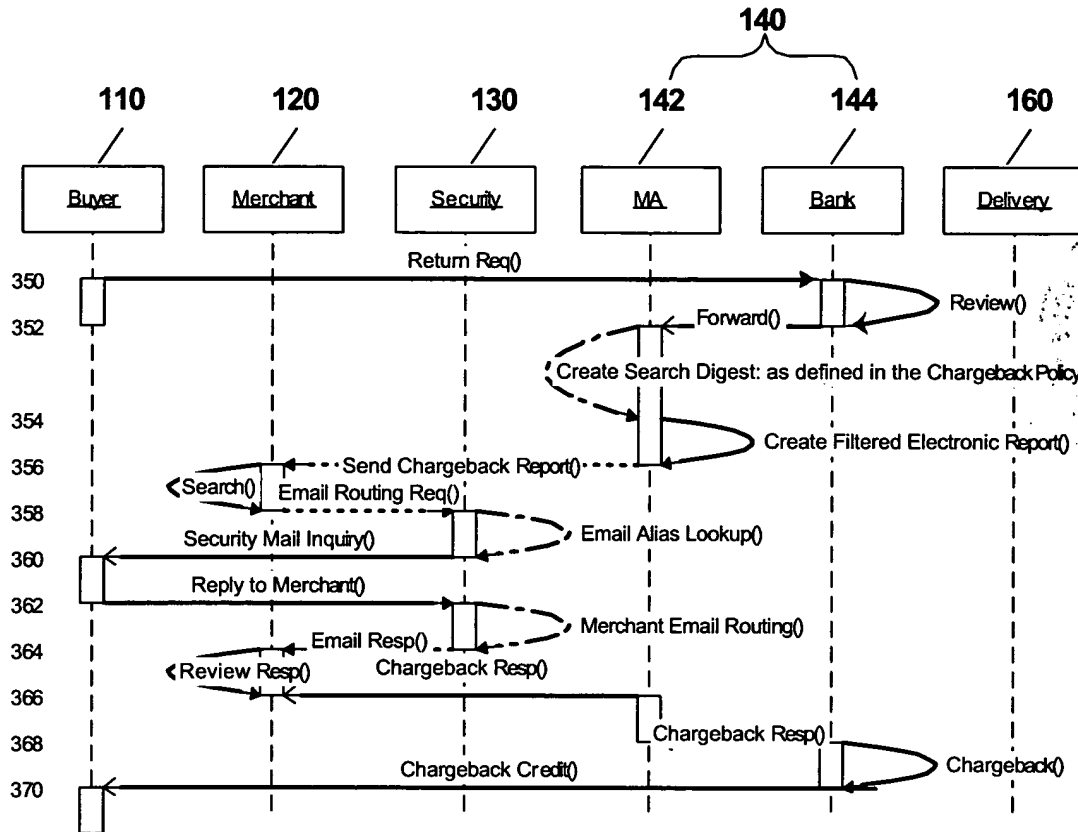 140
110 120 130 142 144 160
Buyer Merchant Security MA Bank Delivery
Return Req()
350
Review()
Forward()
352
Create Search Digest: as defined in the Chargeback Policy
354
Create Filtered Electronic Report()
Send Chargeback Report()
356
Search()
Email Routing Req()
358
Email Alias Lookup()
Security Mail Inquiry()
360
Reply to Merchant()
362
Merchant Email Routing()
Email Resp()
364
Chargeback Resp()
Review Resp()
366
Chargeback Resp()
368
Chargeback()
Chargeback Credit()
370